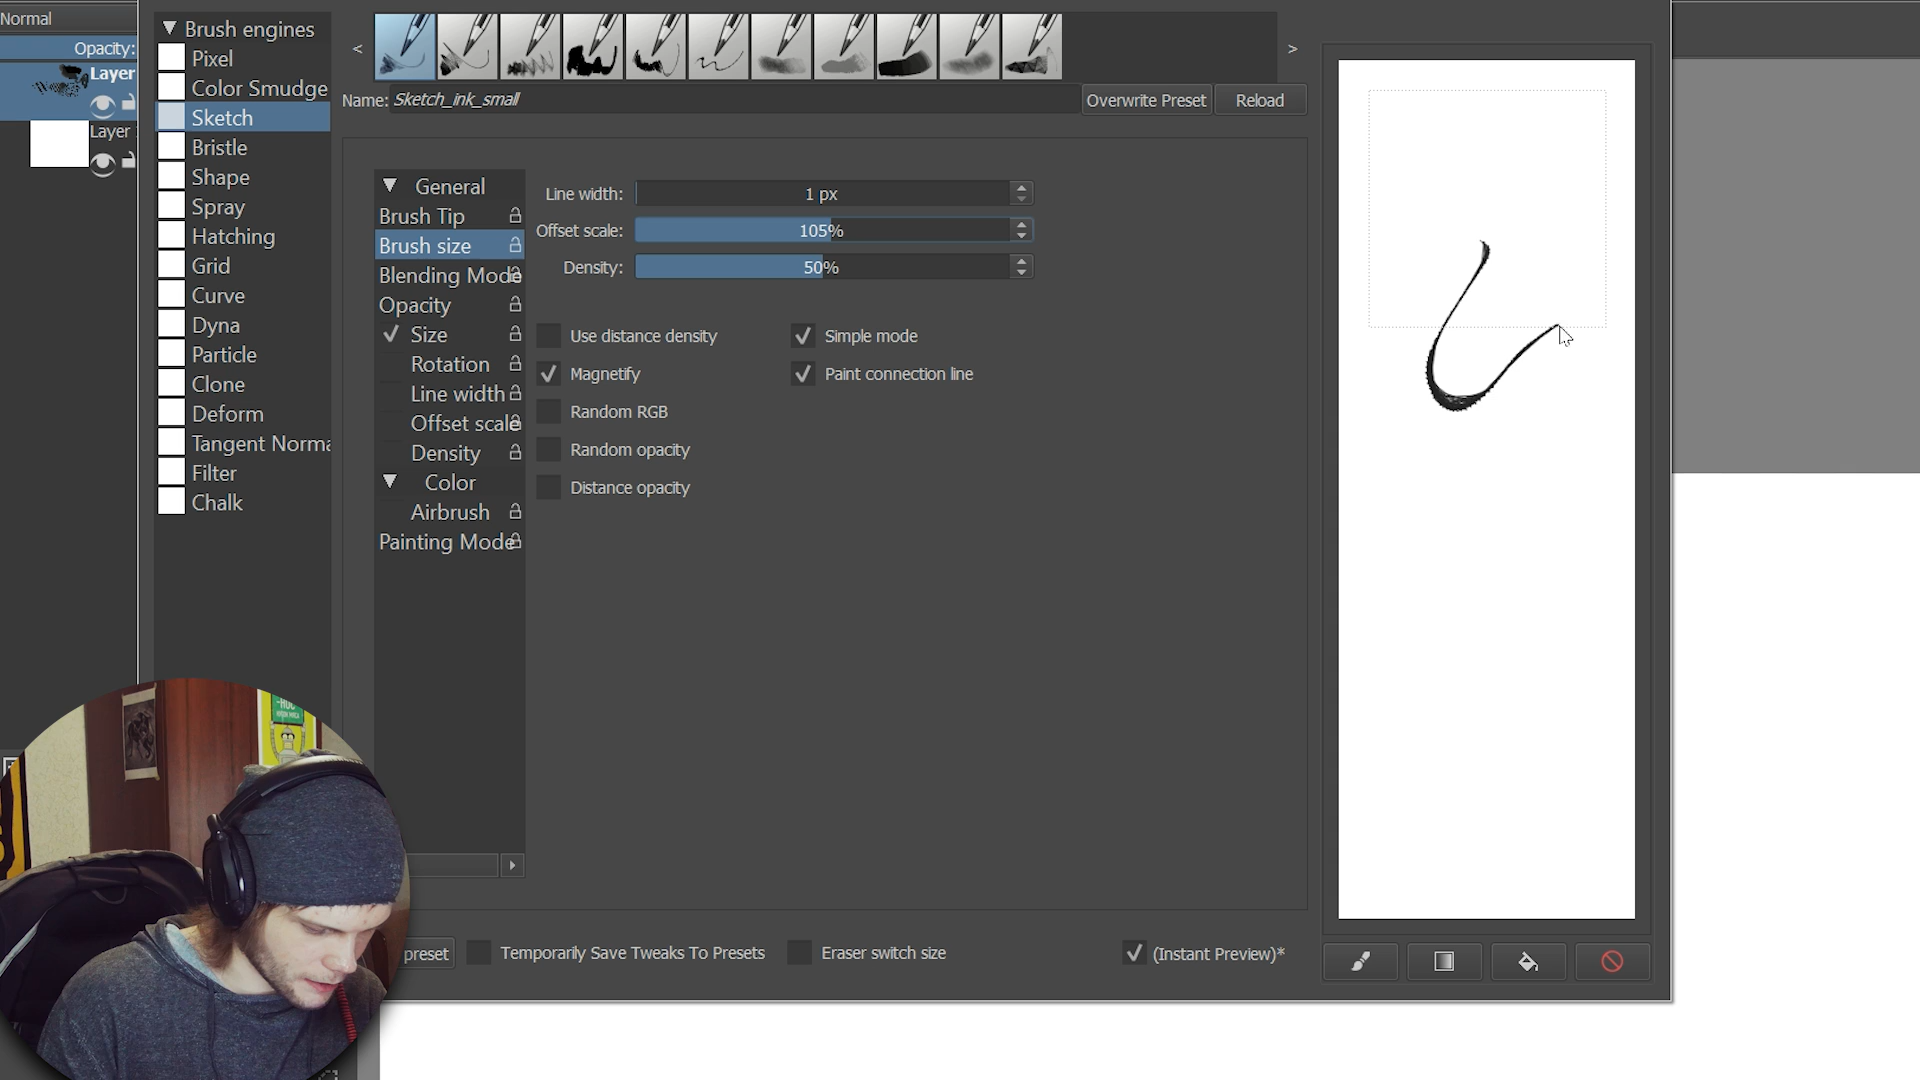 Normal
Opacity:
Layer
Layer
Brush engines
Pixel
Color Smudge
Sketch
Bristle
Shape
Spray
Hatching
Grid
Curve
Dyna
Particle
Clone
Deform
Tangent Norma
Filter
Chalk
<
>
Name: Sketch_ink_small
Overwrite Preset
Reload
General
Brush Tip
Brush size
Blending Mode
Opacity
Size
Rotation
Line width
Offset scale
Density
Color
Airbrush
Painting Mode
Line width: 1 px
Offset scale: 105%
Density: 50%
Use distance density
Simple mode
Magnetify
Paint connection line
Random RGB
Random opacity
Distance opacity
preset
Temporarily Save Tweaks To Presets
Eraser switch size
(Instant Preview)*